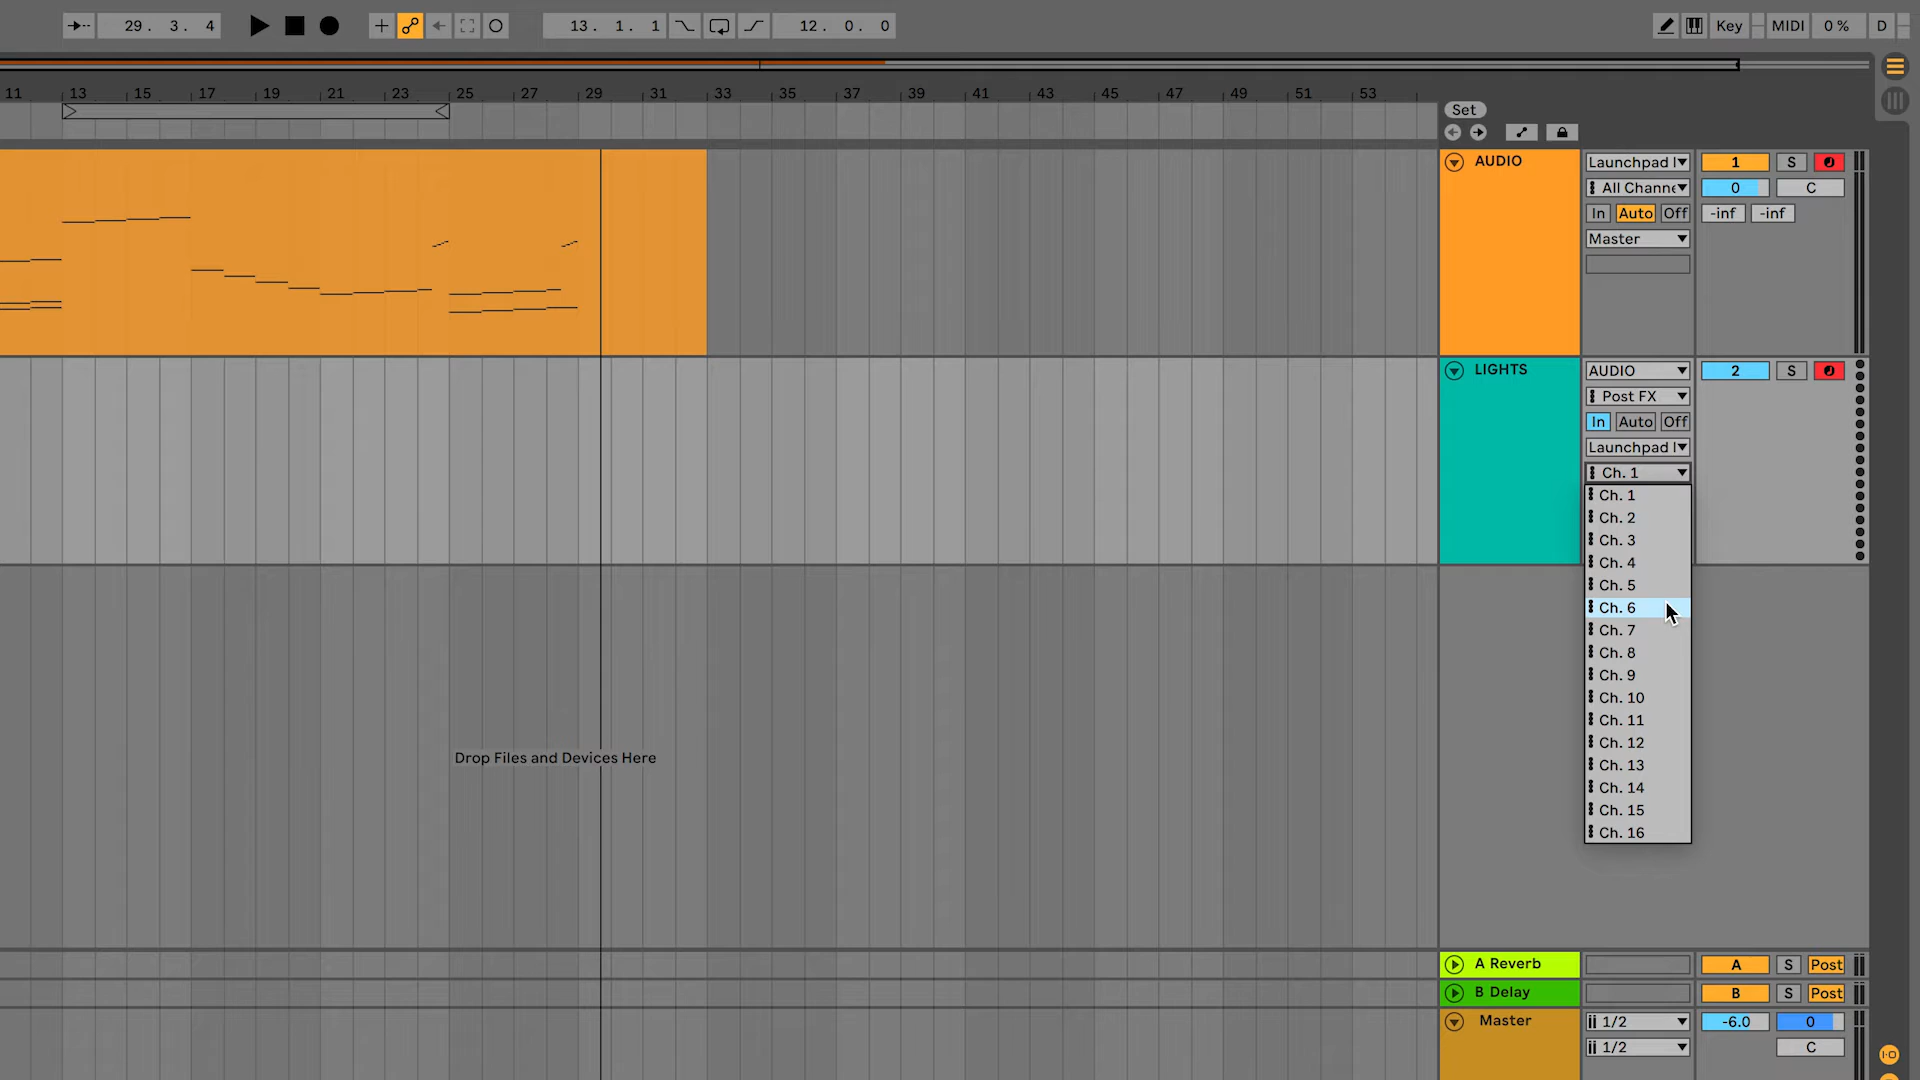 29. 3. 4
13. 1. 1
12. 0. 0
Key
MIDI
0 %
D
11 13 15 17 19 21 23 25 27 29 31 33 35 37 39 41 43 45 47 49 51 53
Set
AUDIO
Launchpad
1
S
All Channe
0
C
In Auto Off
-inf -inf
Master
LIGHTS
AUDIO
2
S
Post FX
In Auto Off
Launchpad
Ch. 1
Ch. 1
Ch. 2
Ch. 3
Ch. 4
Ch. 5
Ch. 6
Ch. 7
Ch. 8
Ch. 9
Ch. 10
Ch. 11
Ch. 12
Ch. 13
Ch. 14
Ch. 15
Ch. 16
Drop Files and Devices Here
A Reverb
A S Post
B Delay
B S Post
Master
1/2
-6.0
0
1/2
C
I·O